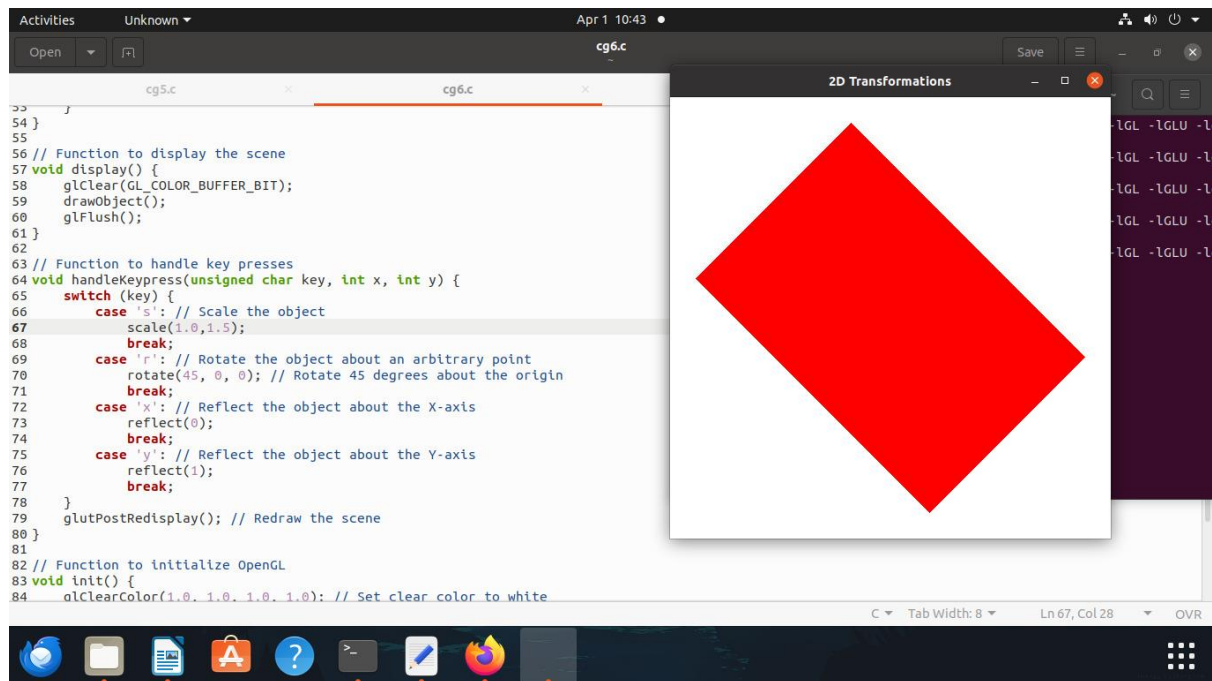 Activities Unknown Apr 1 10:43
Open cg6.c Save
~
cg5.c cg6.c
53 }
54 }
55
56 // Function to display the scene
57 void display() {
58 glClear(GL_COLOR_BUFFER_BIT);
59 drawObject();
60 glFlush();
61 }
62
63 // Function to handle key presses
64 void handleKeypress(unsigned char key, int x, int y) {
65 switch (key) {
66 case 's': // Scale the object
67 scale(1.0,1.5);
68 break;
69 case 'r': // Rotate the object about an arbitrary point
70 rotate(45, 0, 0); // Rotate 45 degrees about the origin
71 break;
72 case 'x': // Reflect the object about the X-axis
73 reflect(0);
74 break;
75 case 'y': // Reflect the object about the Y-axis
76 reflect(1);
77 break;
78 }
79 glutPostRedisplay(); // Redraw the scene
80 }
81
82 // Function to initialize OpenGL
83 void init() {
84 glClearColor(1.0, 1.0, 1.0, 1.0); // Set clear color to white
2D Transformations
-lGL -lGLU -l
-lGL -lGLU -l
-lGL -lGLU -l
-lGL -lGLU -l
-lGL -lGLU -l
C Tab Width: 8 Ln 67, Col 28 OVR